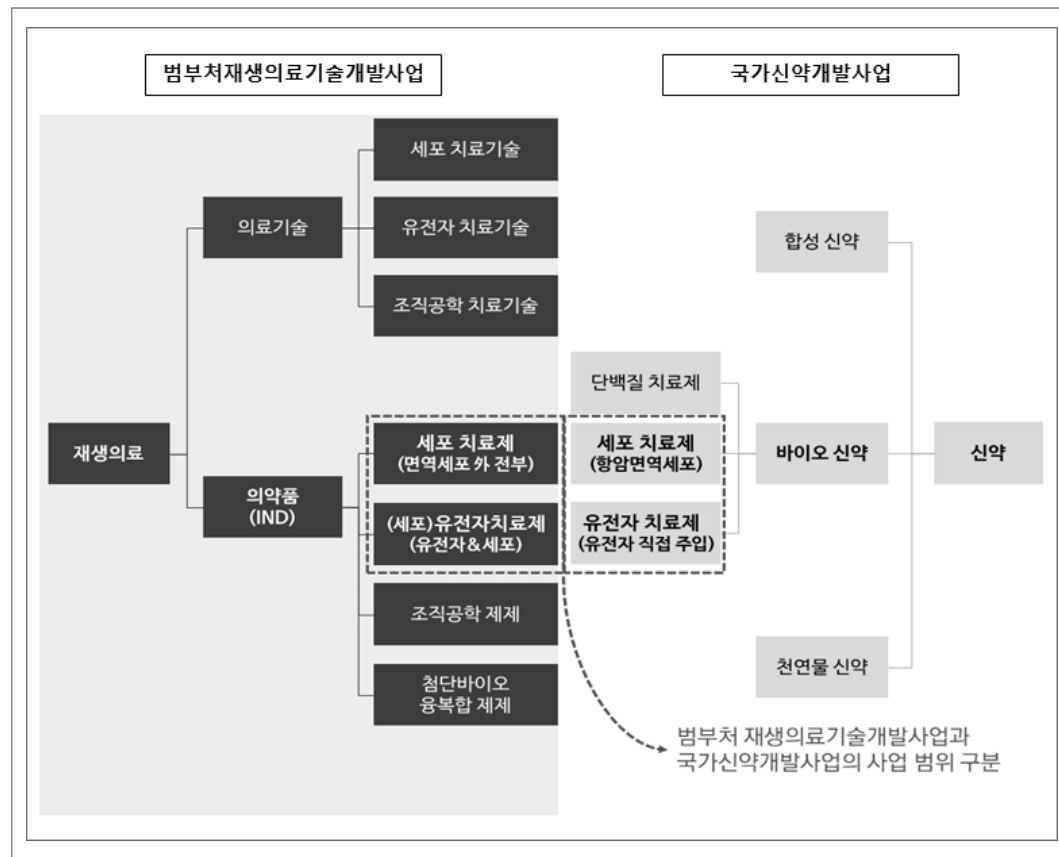 범부처재생의료기술개발사업
국가신약개발사업
세포 치료기술
의료기술
유전자 치료기술
조직공학 치료기술
재생의료
의약품
(IND)
세포 치료제
(면역세포 외 전부)
(세포)유전자치료제
(유전자&세포)
조직공학 제제
첨단바이오
융복합 제제
합성 신약
단백질 치료제
세포 치료제
(항암면역세포)
유전자 치료제
(유전자 직접 주입)
바이오 신약
신약
천연물 신약
범부처 재생의료기술개발사업과
국가신약개발사업의 사업 범위 구분